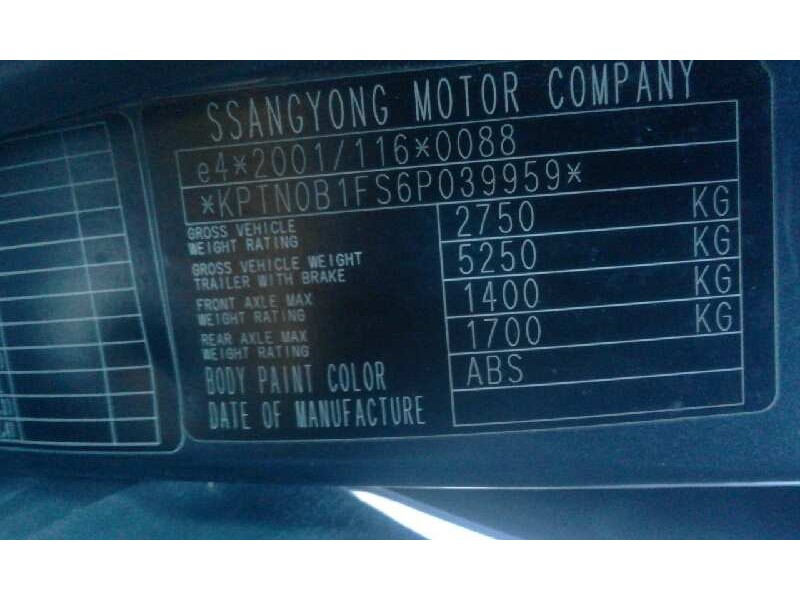 SSANGYONG MOTOR COMPANY
e4*2001/116*0088
*KPTN0B1FS6P039959*
GROSS VEHICLE WEIGHT RATING 2750 KG
GROSS VEHICLE WEIGHT TRAILER WITH BRAKE 5250 KG
FRONT AXLE MAX WEIGHT RATING 1400 KG
REAR AXLE MAX WEIGHT RATING 1700 KG
BODY PAINT COLOR ABS
DATE OF MANUFACTURE